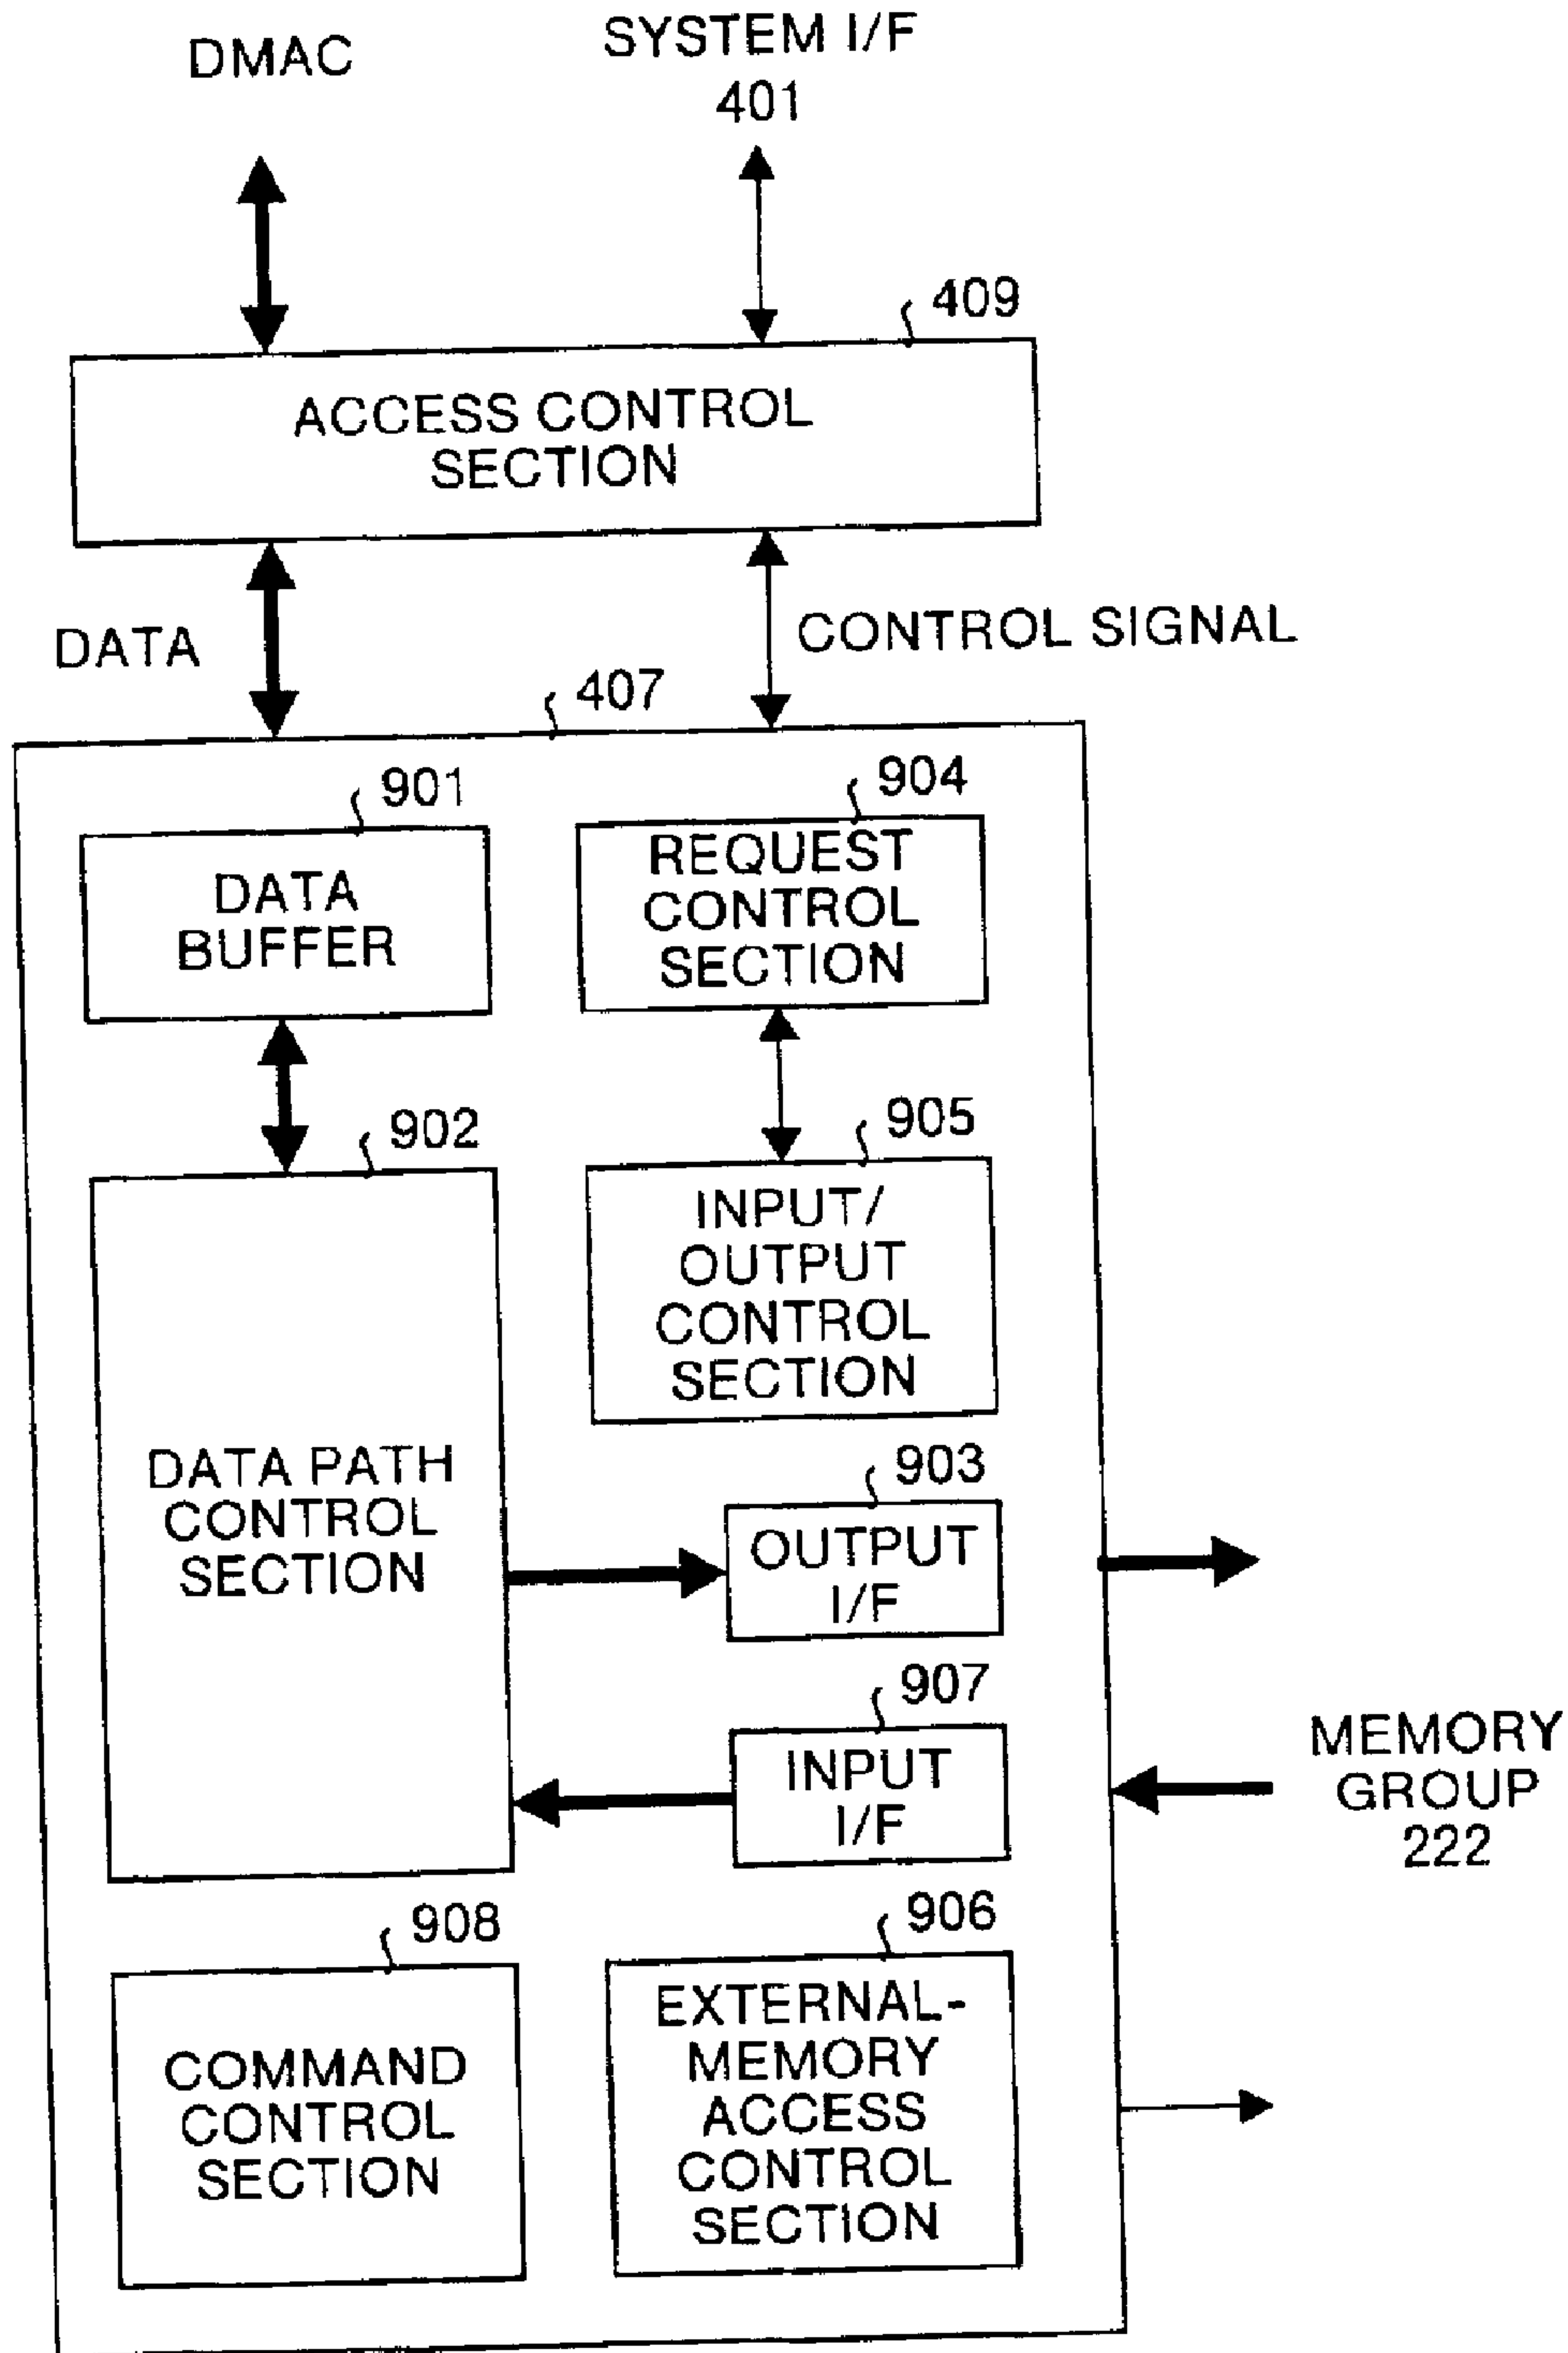 DMAC
SYSTEM I/F
401
409
ACCESS CONTROL
SECTION
DATA
CONTROL SIGNAL
407
901
DATA
BUFFER
904
REQUEST
CONTROL
SECTION
902
DATA PATH
CONTROL
SECTION
905
INPUT/
OUTPUT
CONTROL
SECTION
903
OUTPUT
I/F
907
INPUT
I/F
MEMORY
GROUP
222
908
COMMAND
CONTROL
SECTION
906
EXTERNAL-
MEMORY
ACCESS
CONTROL
SECTION